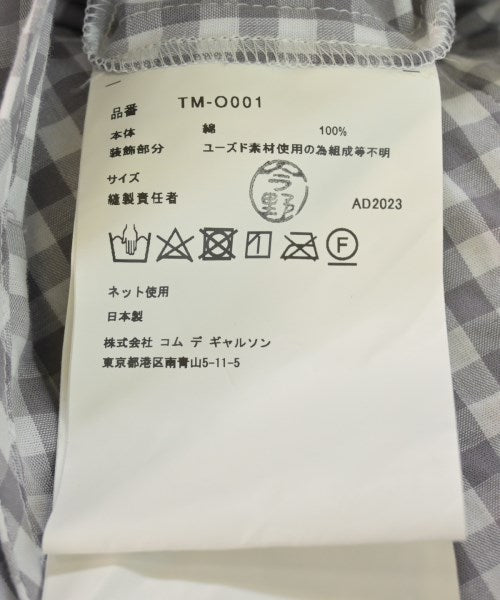 品番 TM-O001
本体 綿 100%
装飾部分 ユーズド素材使用の為組成等不明
サイズ
縫製責任者 今野 AD2023
F
ネット使用
日本製
株式会社 コム デ ギャルソン
東京都港区南青山5-11-5